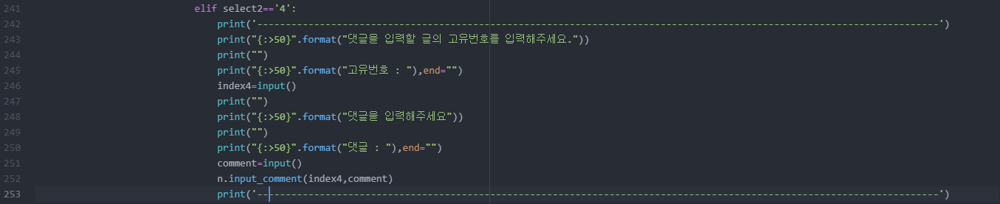 241 elif select2=='4':
242 print('------------------------------------------------------------------------------------------------------------------------')
243 print("{:>50}".format("댓글을 입력할 글의 고유번호를 입력해주세요."))
244 print("")
245 print("{:>50}".format("고유번호 : "),end="")
246 index4=input()
247 print("")
248 print("{:>50}".format("댓글을 입력해주세요"))
249 print("")
250 print("{:>50}".format("댓글 : "),end="")
251 comment=input()
252 n.input_comment(index4,comment)
253 print('------------------------------------------------------------------------------------------------------------------------')